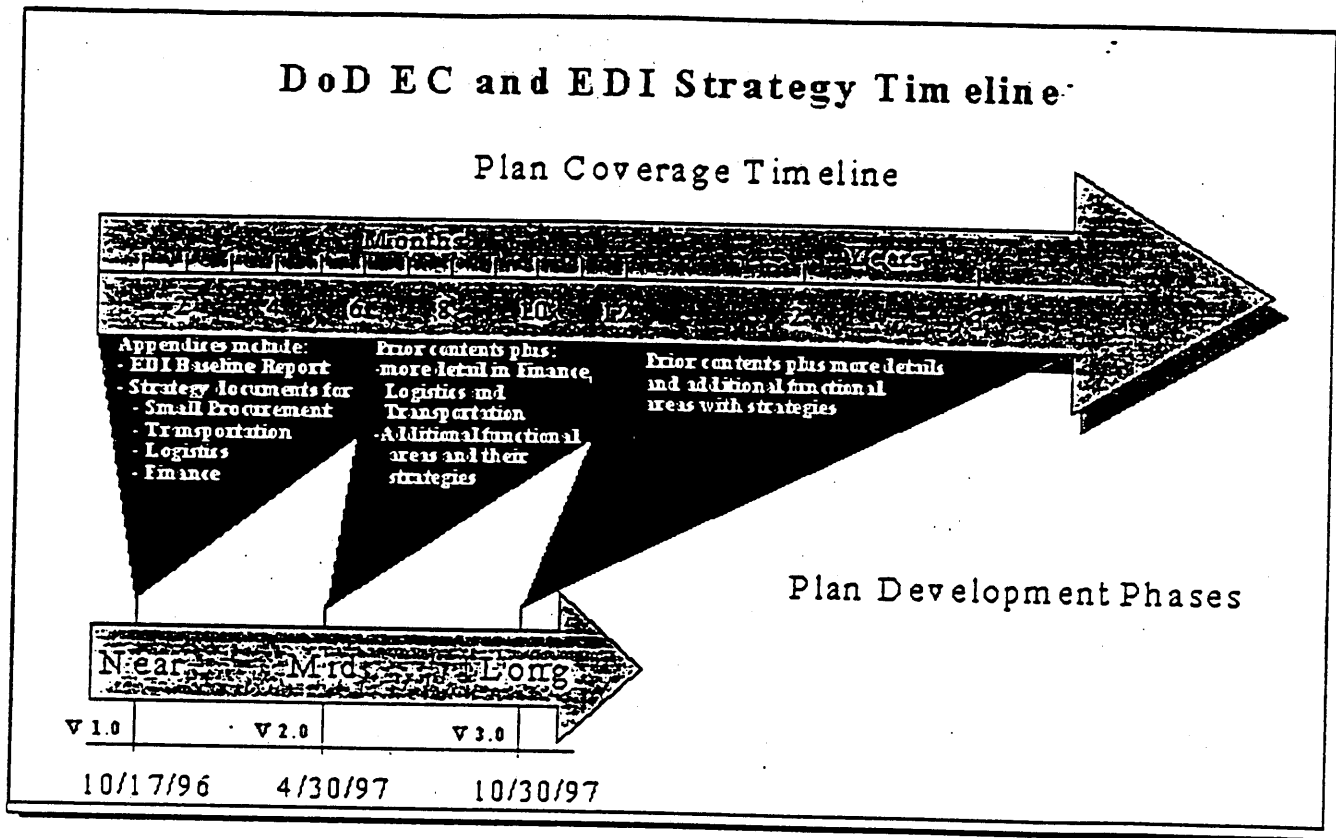 DoD EC and EDI Strategy Timeline
Plan Coverage Timeline
Months
Years
2 4 6 8 10 12 2
Appendices include:
- EDI Baseline Report
- Strategy documents for
- Small Procurement
- Transportation
- Logistics
- Finance
Prior contents plus:
-more detail in Finance,
Logistics and
Transportation
-Additional functional
areas and their
strategies
Prior contents plus more details
and additional functional
areas with strategies
Plan Development Phases
Near Mid Long
V 1.0 V 2.0 V 3.0
10/17/96 4/30/97 10/30/97